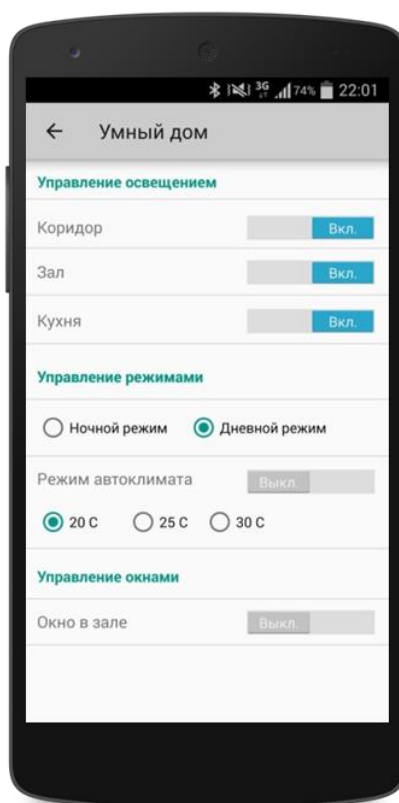 3G 74% 22:01
Умный дом
Управление освещением
Коридор Вкл.
Зал Вкл.
Кухня Вкл.
Управление режимами
Ночной режим Дневной режим
Режим автоклимата Выкл.
20 C 25 C 30 C
Управление окнами
Окно в зале Выкл.